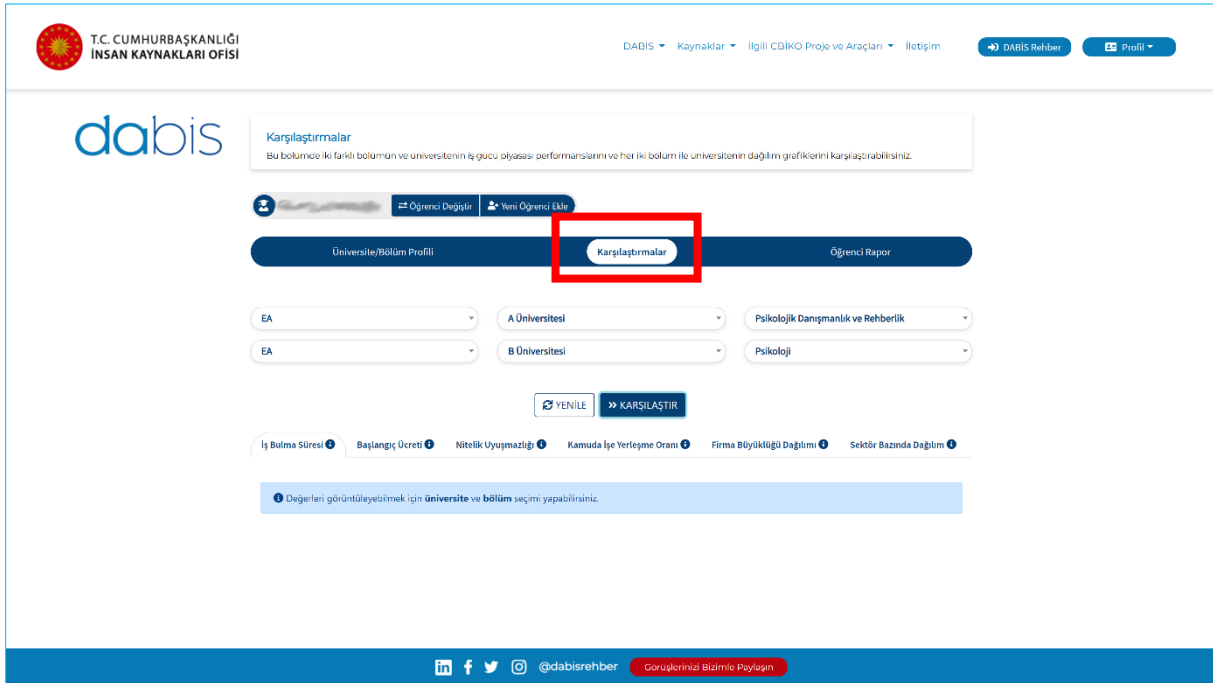 T.C. CUMHURBAŞKANLIĞI
İNSAN KAYNAKLARI OFİSİ
DABİS Kaynaklar İlgili CBİKO Proje ve Araçları İletişim DABİS Rehber Profil
dabis
Karşılaştırmalar
Bu bölümde iki farklı bölümün ve üniversitenin iş gücü piyasası performanslarını ve her iki bölüm ile üniversitenin dağılım grafiklerini karşılaştırabilirsiniz.
Öğrenci Değiştir Yeni Öğrenci Ekle
Üniversite/Bölüm Profili Karşılaştırmalar Öğrenci Rapor
EA A Üniversitesi Psikolojik Danışmanlık ve Rehberlik
EA B Üniversitesi Psikoloji
YENİLE KARŞILAŞTIR
İş Bulma Süresi Başlangıç Ücreti Nitelik Uyuşmazlığı Kamuda İşe Yerleşme Oranı Firma Büyüklüğü Dağılımı Sektör Bazında Dağılım
Değerleri görüntüleyebilmek için üniversite ve bölüm seçimi yapabilirsiniz.
@dabisrehber Görüşlerinizi Bizimle Paylaşın